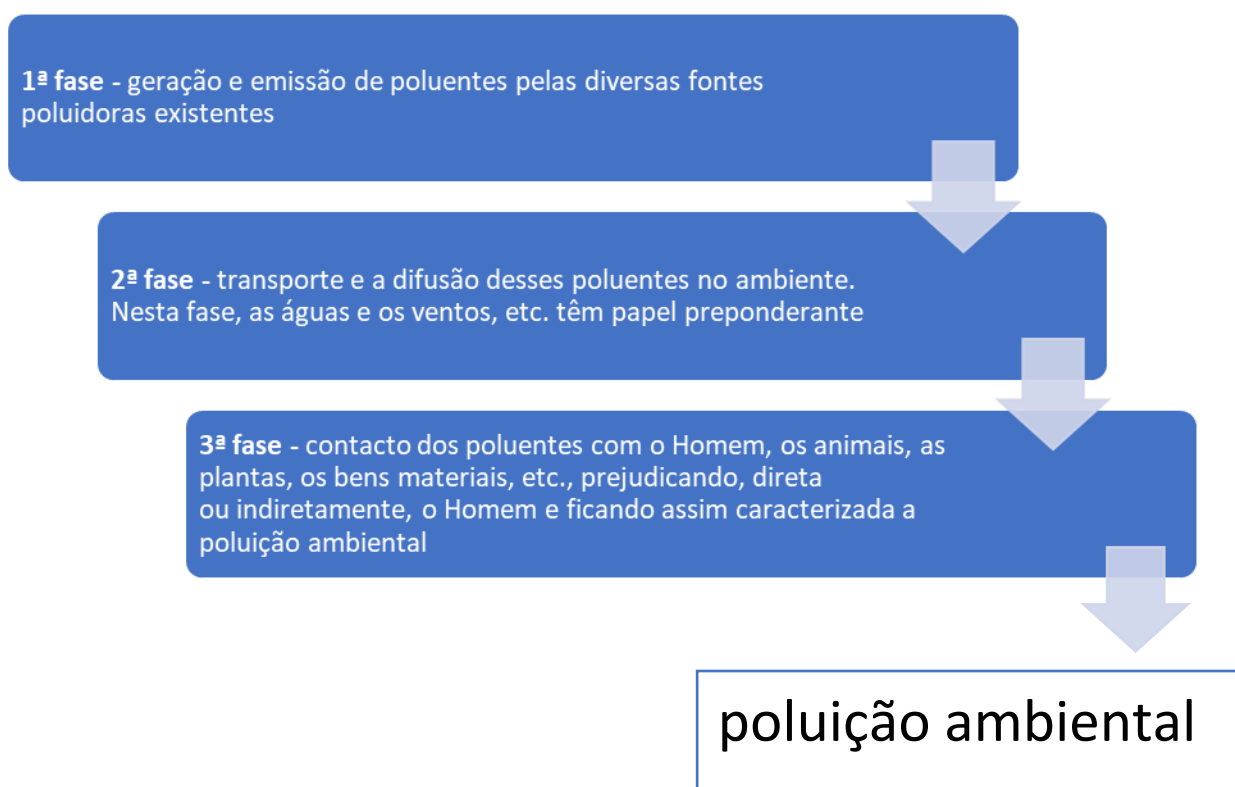 1ª fase - geração e emissão de poluentes pelas diversas fontes
poluidoras existentes
2ª fase - transporte e a difusão desses poluentes no ambiente.
Nesta fase, as águas e os ventos, etc. têm papel preponderante
3ª fase - contacto dos poluentes com o Homem, os animais, as
plantas, os bens materiais, etc., prejudicando, direta
ou indiretamente, o Homem e ficando assim caracterizada a
poluição ambiental
poluição ambiental